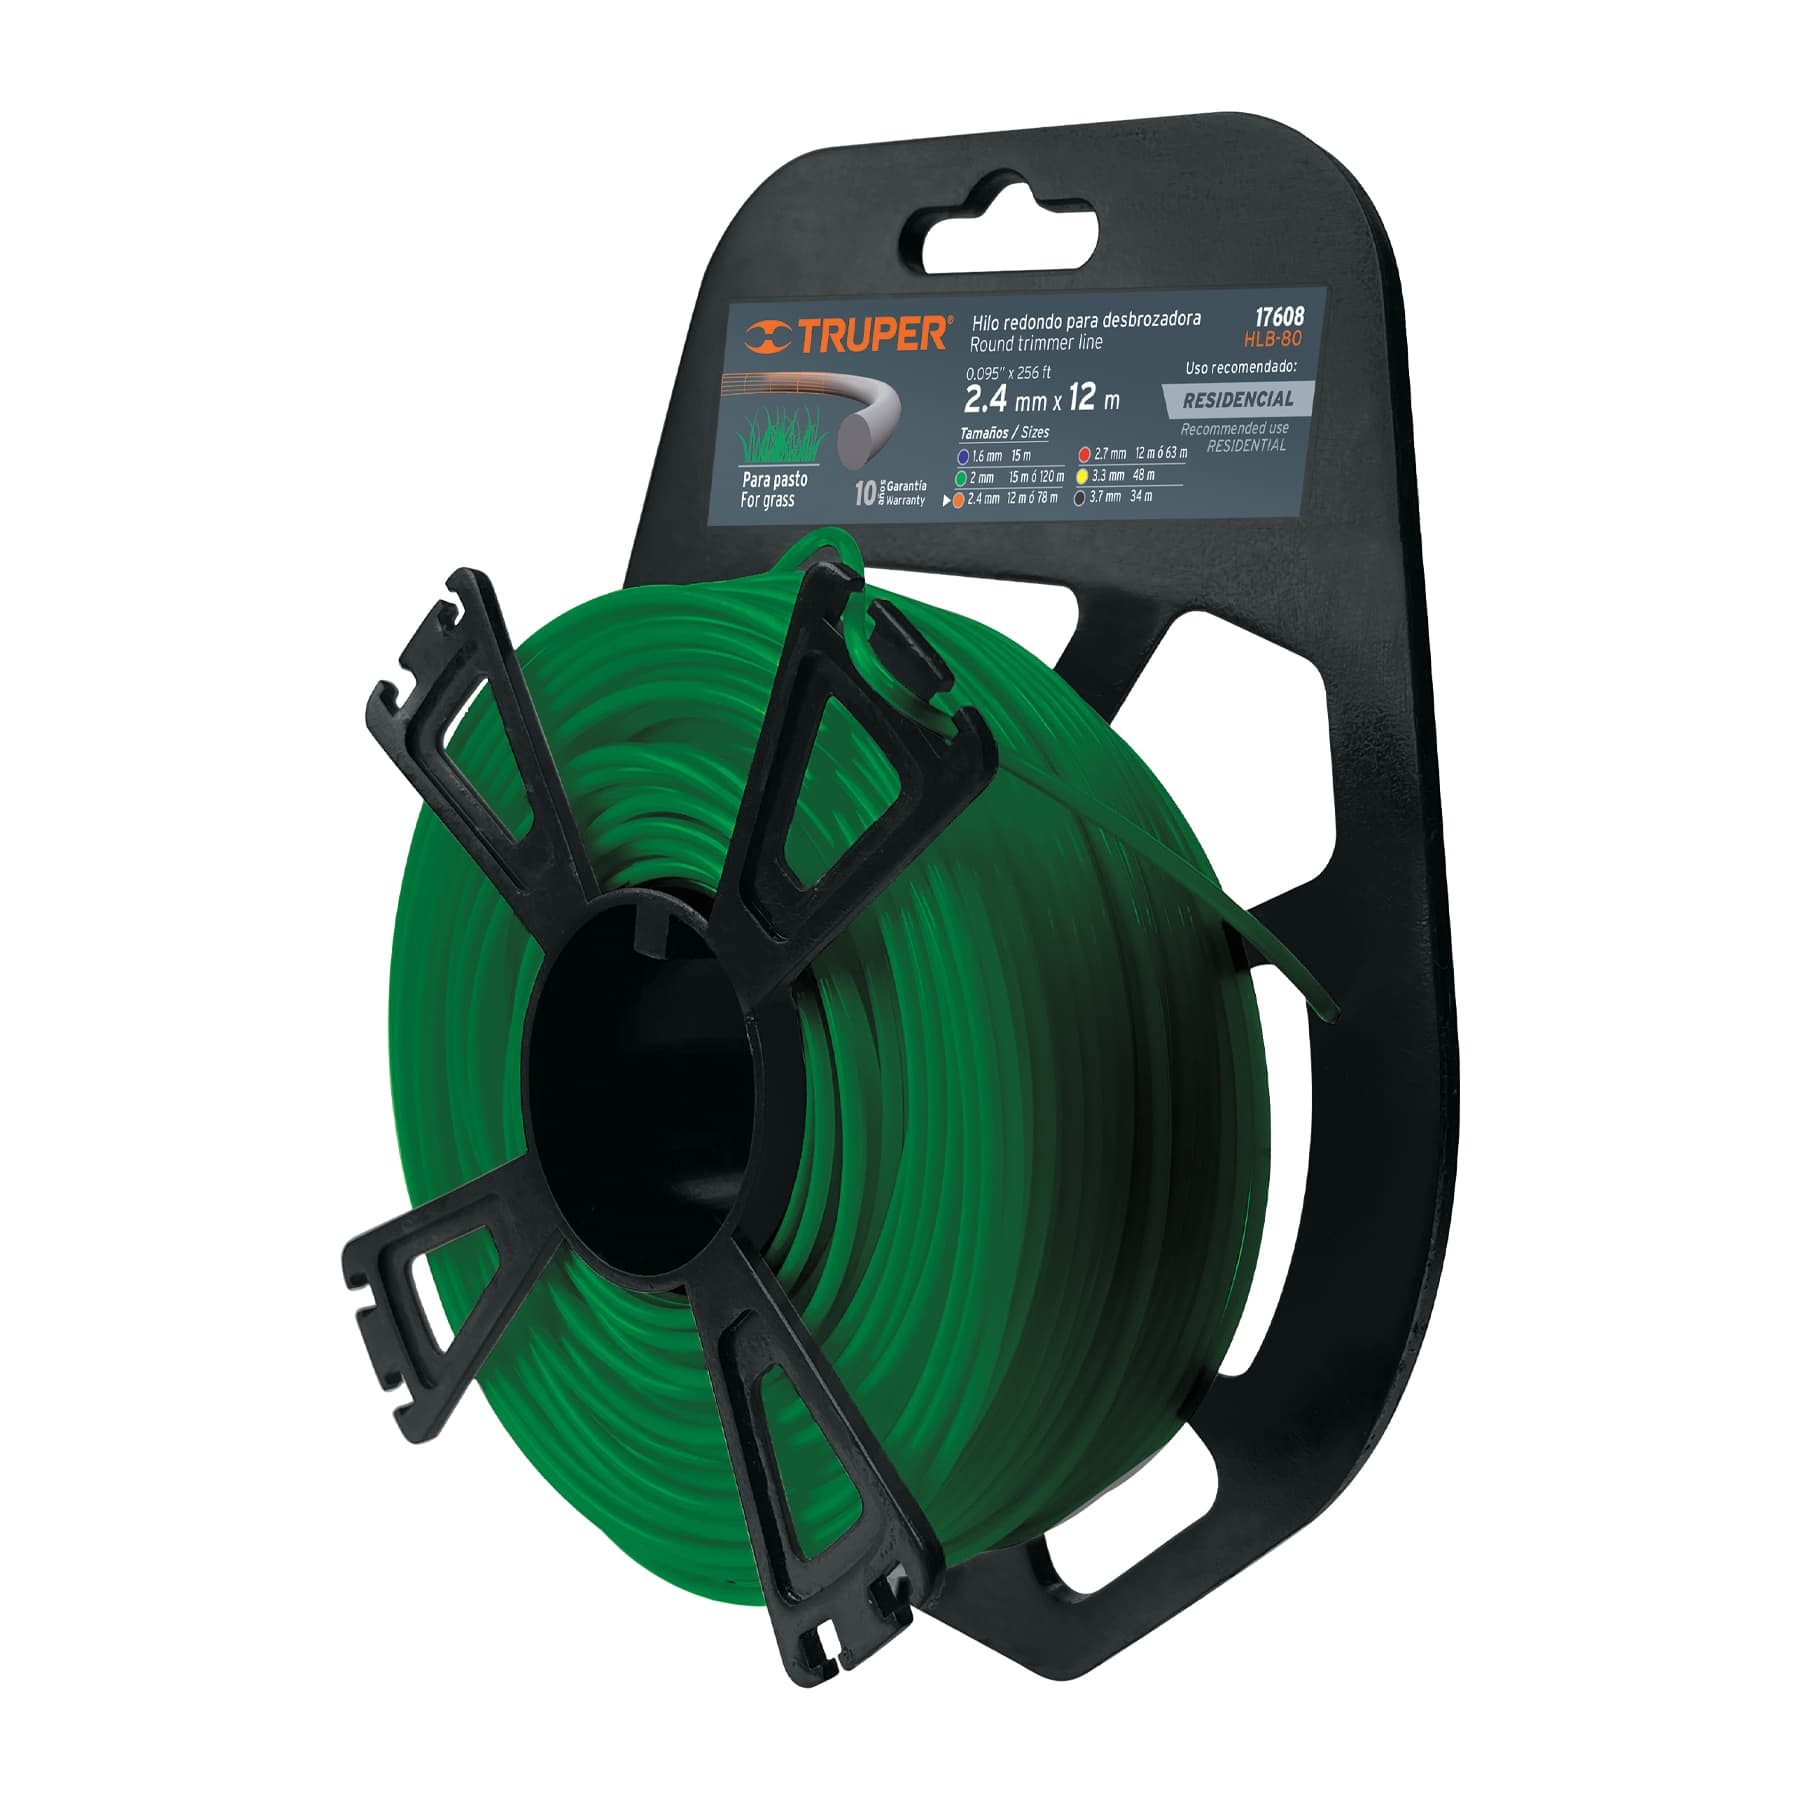 TRUPER®
Hilo redondo para desbrozadora
Round trimmer line
17608
HLB-80
0.095" x 256 ft
2.4 mm x 12 m
Uso recomendado:
RESIDENCIAL
Recommended use
RESIDENTIAL
Para pasto
For grass
10 años Garantía
Warranty
Tamaños / Sizes
1.6 mm 15 m
2 mm 15 m ó 120 m
2.4 mm 12 m ó 78 m
2.7 mm 12 m ó 63 m
3.3 mm 48 m
3.7 mm 34 m